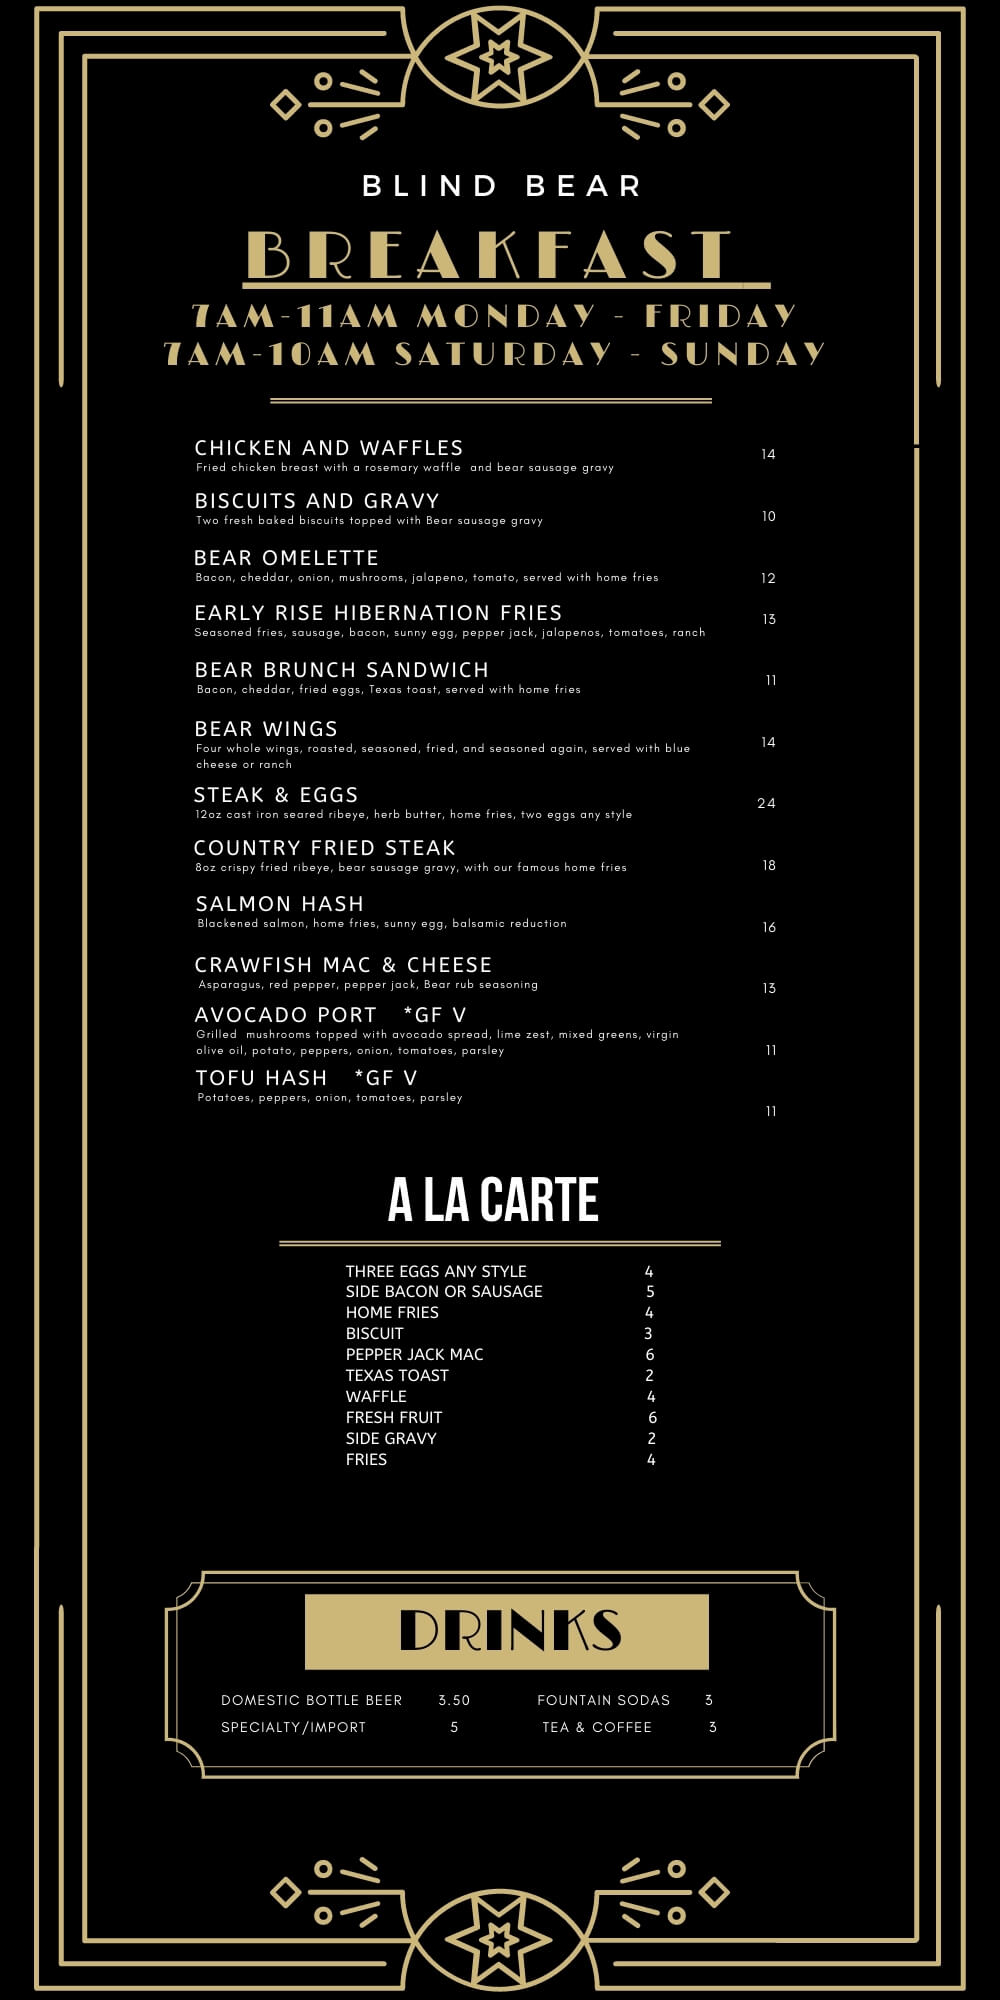 BLIND BEAR
BREAKFAST
7AM-11AM MONDAY - FRIDAY
7AM-10AM SATURDAY - SUNDAY
CHICKEN AND WAFFLES 14
Fried chicken breast with a rosemary waffle and bear sausage gravy
BISCUITS AND GRAVY 10
Two fresh baked biscuits topped with Bear sausage gravy
BEAR OMELETTE 12
Bacon, cheddar, onion, mushrooms, jalapeno, tomato, served with home fries
EARLY RISE HIBERNATION FRIES 13
Seasoned fries, sausage, bacon, sunny egg, pepper jack, jalapenos, tomatoes, ranch
BEAR BRUNCH SANDWICH 11
Bacon, cheddar, fried eggs, Texas toast, served with home fries
BEAR WINGS 14
Four whole wings, roasted, seasoned, fried, and seasoned again, served with blue
cheese or ranch
STEAK & EGGS 24
12oz cast iron seared ribeye, herb butter, home fries, two eggs any style
COUNTRY FRIED STEAK 18
8oz crispy fried ribeye, bear sausage gravy, with our famous home fries
SALMON HASH 16
Blackened salmon, home fries, sunny egg, balsamic reduction
CRAWFISH MAC & CHEESE 13
Asparagus, red pepper, pepper jack, Bear rub seasoning
AVOCADO PORT *GF V
Grilled mushrooms topped with avocado spread, lime zest, mixed greens, virgin
olive oil, potato, peppers, onion, tomatoes, parsley 11
TOFU HASH *GF V
Potatoes, peppers, onion, tomatoes, parsley
11
A LA CARTE
THREE EGGS ANY STYLE 4
SIDE BACON OR SAUSAGE 5
HOME FRIES 4
BISCUIT 3
PEPPER JACK MAC 6
TEXAS TOAST 2
WAFFLE 4
FRESH FRUIT 6
SIDE GRAVY 2
FRIES 4
DRINKS
DOMESTIC BOTTLE BEER 3.50 FOUNTAIN SODAS 3
SPECIALTY/IMPORT 5 TEA & COFFEE 3